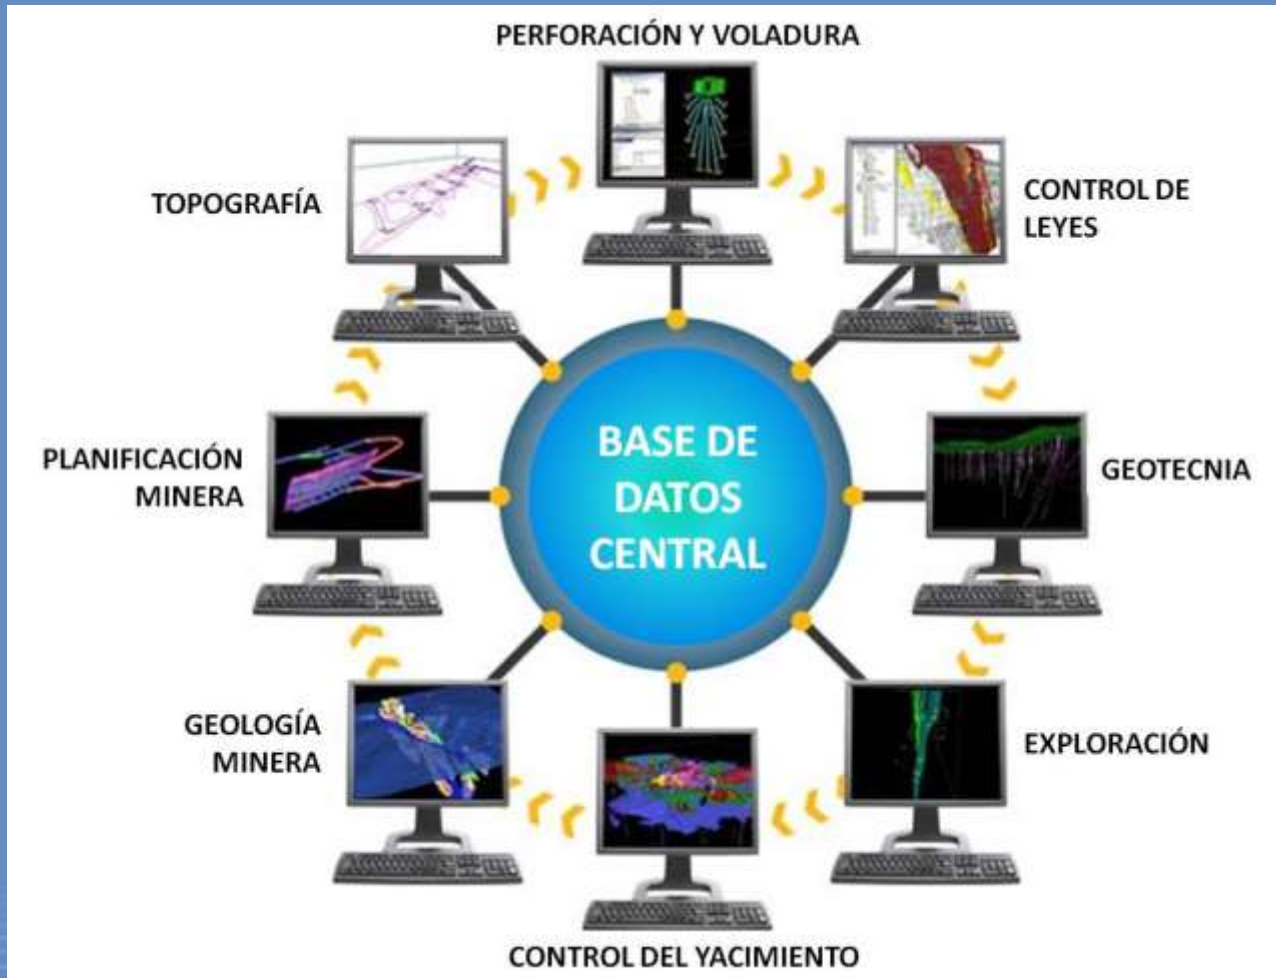 PERFORACIÓN Y VOLADURA
TOPOGRAFÍA
CONTROL DE
LEYES
BASE DE
DATOS
CENTRAL
PLANIFICACIÓN
MINERA
GEOTECNIA
GEOLOGÍA
MINERA
EXPLORACIÓN
CONTROL DEL YACIMIENTO